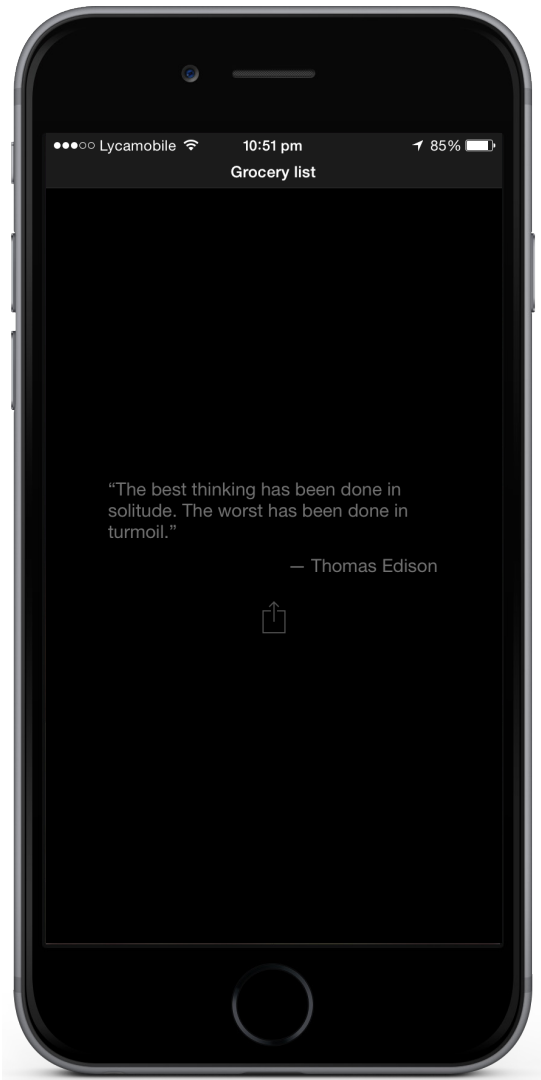 Lycamobile 10:51 pm 85%
Grocery list
“The best thinking has been done in
solitude. The worst has been done in
turmoil.”
— Thomas Edison